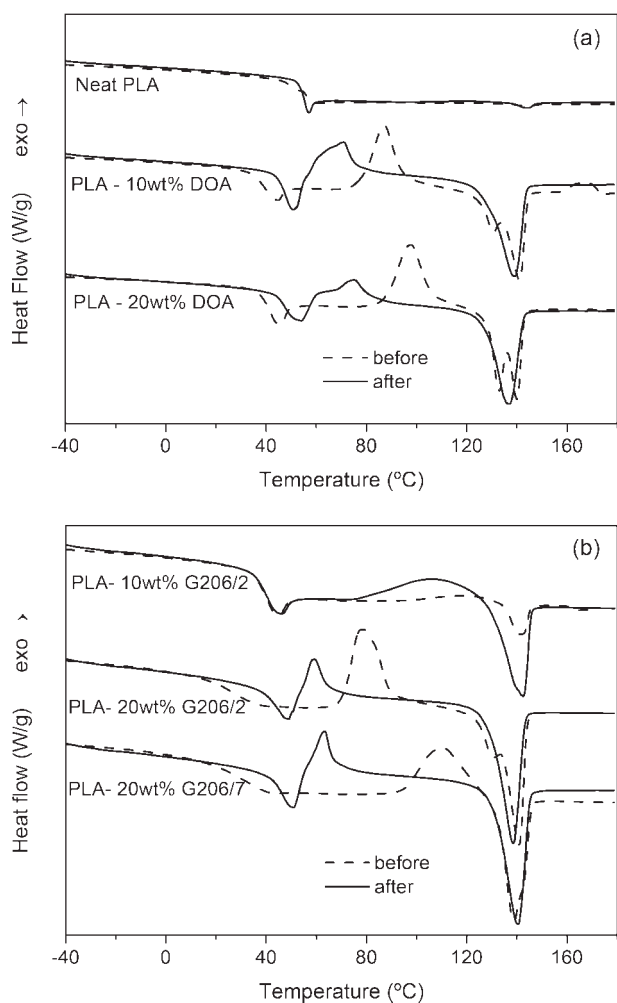 (a)
Neat PLA
PLA - 10wt% DOA
PLA - 20wt% DOA
before
after
Heat Flow (W/g) exo →
-40 0 40 80 120 160
Temperature (ºC)
(b)
PLA- 10wt% G206/2
PLA- 20wt% G206/2
PLA- 20wt% G206/7
before
after
Heat flow (W/g) exo >
-40 0 40 80 120 160
Temperature (ºC)